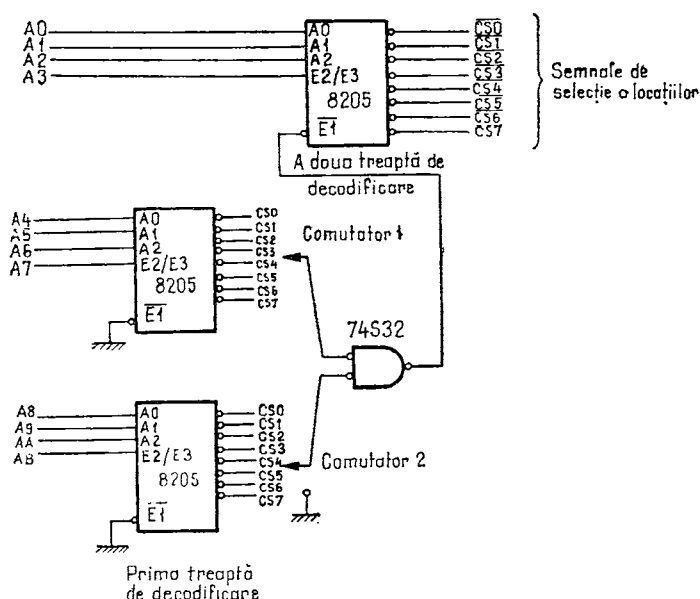 A0
A1
A2
A3
A0
A1
A2
E2/E3
8205
E1
CS0
CS1
CS2
CS3
CS4
CS5
CS6
CS7
Semnale de
selecție a locațiilor
A doua treaptă de
decodificare
A4
A5
A6
A7
A0
A1
A2
E2/E3
8205
E1
CS0
CS1
CS2
CS3
CS4
CS5
CS6
CS7
Comutator 1
74S32
A8
A9
AA
AB
A0
A1
A2
E2/E3
8205
E1
CS0
CS1
CS2
CS3
CS4
CS5
CS6
CS7
Comutator 2
Prima treaptă
de decodificare